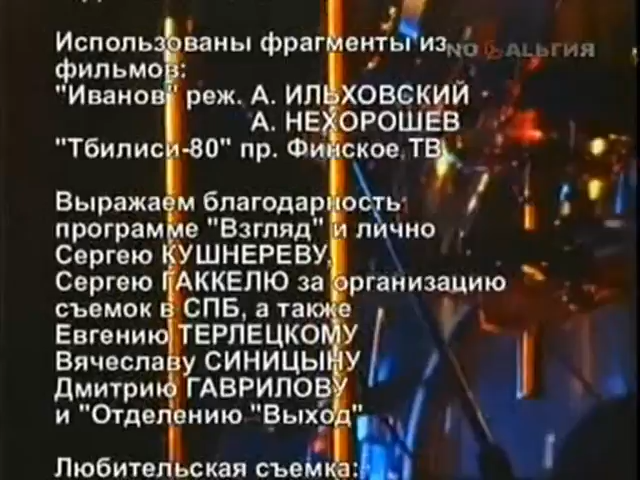 Использованы фрагменты из
NОСТАЛЬГИЯ
фильмов:
"Иванов" реж. А. ИЛЬХОВСКИЙ
А. НЕХОРОШЕВ
"Тбилиси-80" пр. Финское ТВ
Выражаем благодарность
программе "Взгляд" и лично
Сергею КУШНЕРЕВУ,
Сергею ГАККЕЛЮ за организацию
съемок в СПБ, а также
Евгению ТЕРЛЕЦКОМУ
Вячеславу СИНИЦЫНУ
Дмитрию ГАВРИЛОВУ
и "Отделению "Выход"
Любительская съемка: